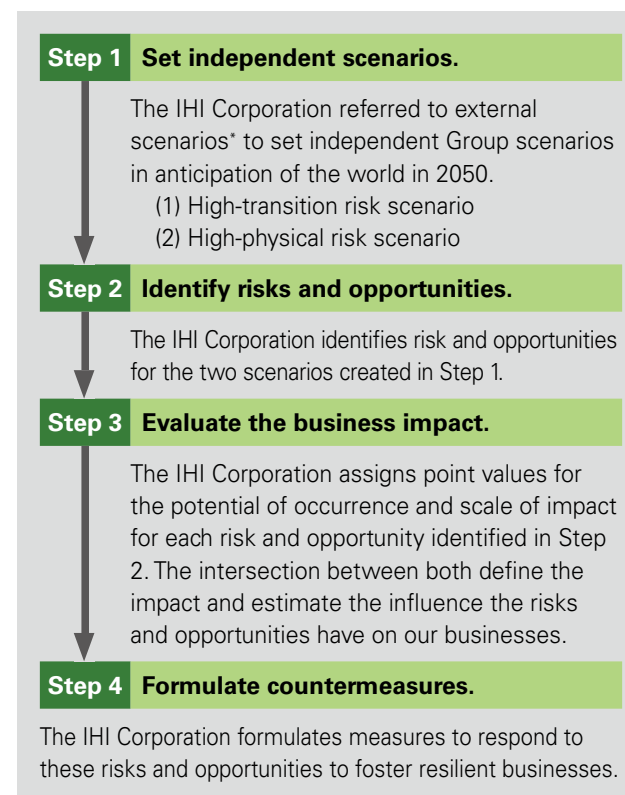 Step 1 Set independent scenarios.
The IHI Corporation referred to external
scenarios* to set independent Group scenarios
in anticipation of the world in 2050.
(1) High-transition risk scenario
(2) High-physical risk scenario
Step 2 Identify risks and opportunities.
The IHI Corporation identifies risk and opportunities
for the two scenarios created in Step 1.
Step 3 Evaluate the business impact.
The IHI Corporation assigns point values for
the potential of occurrence and scale of impact
for each risk and opportunity identified in Step
2. The intersection between both define the
impact and estimate the influence the risks
and opportunities have on our businesses.
Step 4 Formulate countermeasures.
The IHI Corporation formulates measures to respond to
these risks and opportunities to foster resilient businesses.